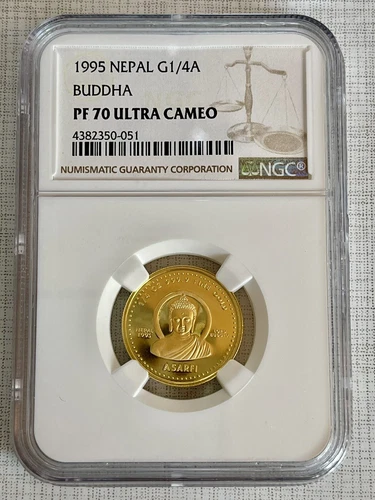 1995 NEPAL G1/4A
BUDDHA
PF 70 ULTRA CAMEO
4382350-051
NUMISMATIC GUARANTY CORPORATION
NGC®
ASARFI